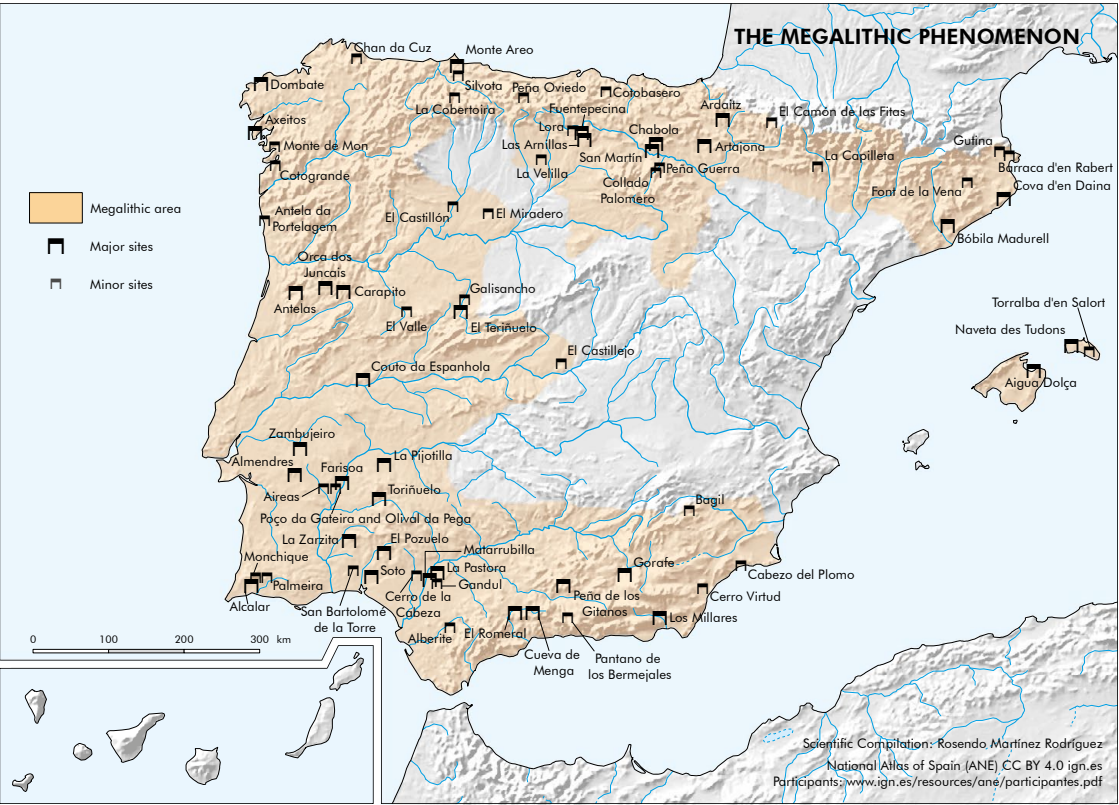 THE MEGALITHIC PHENOMENON
Chan da Cuz
Monte Areo
Dombate
Silvota
Peña Oviedo
Cotobasero
La Cobertoira
Fuentepecina
Ardaitz
El Camón de las Fitas
Axeitos
Lora
Chabola
Monte de Mon
Las Arnillas
San Martín
Artajona
Gutina
Cotogrande
La Velilla
Peña Guerra
La Capilleta
Barraca d'en Rabert
Collado
Palomero
Font de la Vena
Cova d'en Daina
Megalithic area
Antela da
Portelagem
El Castillón
El Miradero
Bóbila Madurell
Major sites
Minor sites
Orca dos
Juncais
Carapito
Galisancho
Antelas
El Valle
El Teriñuelo
Torralba d'en Salort
Naveta des Tudons
El Castillejo
Couto da Espanhola
Aigua Dolça
Zambujeiro
La Pijotilla
Almendres
Farisoa
Aireas
Toriñuelo
Poço da Gateira and Olival da Pega
Bagil
La Zarzita
El Pozuelo
Matarrubilla
Monchique
Soto
La Pastora
Gorafe
Palmeira
Gandul
Cabezo del Plomo
Alcalar
Cerro de la
Cabeza
Peña de los
Gitanos
Cerro Virtud
San Bartolomé
de la Torre
Alberite
El Romeral
Los Millares
Cueva de
Menga
Pantano de
los Bermejales
0 100 200 300 km
Scientific Compilation: Rosendo Martínez Rodríguez
National Atlas of Spain (ANE) CC BY 4.0 ign.es
Participants: www.ign.es/resources/ane/participantes.pdf